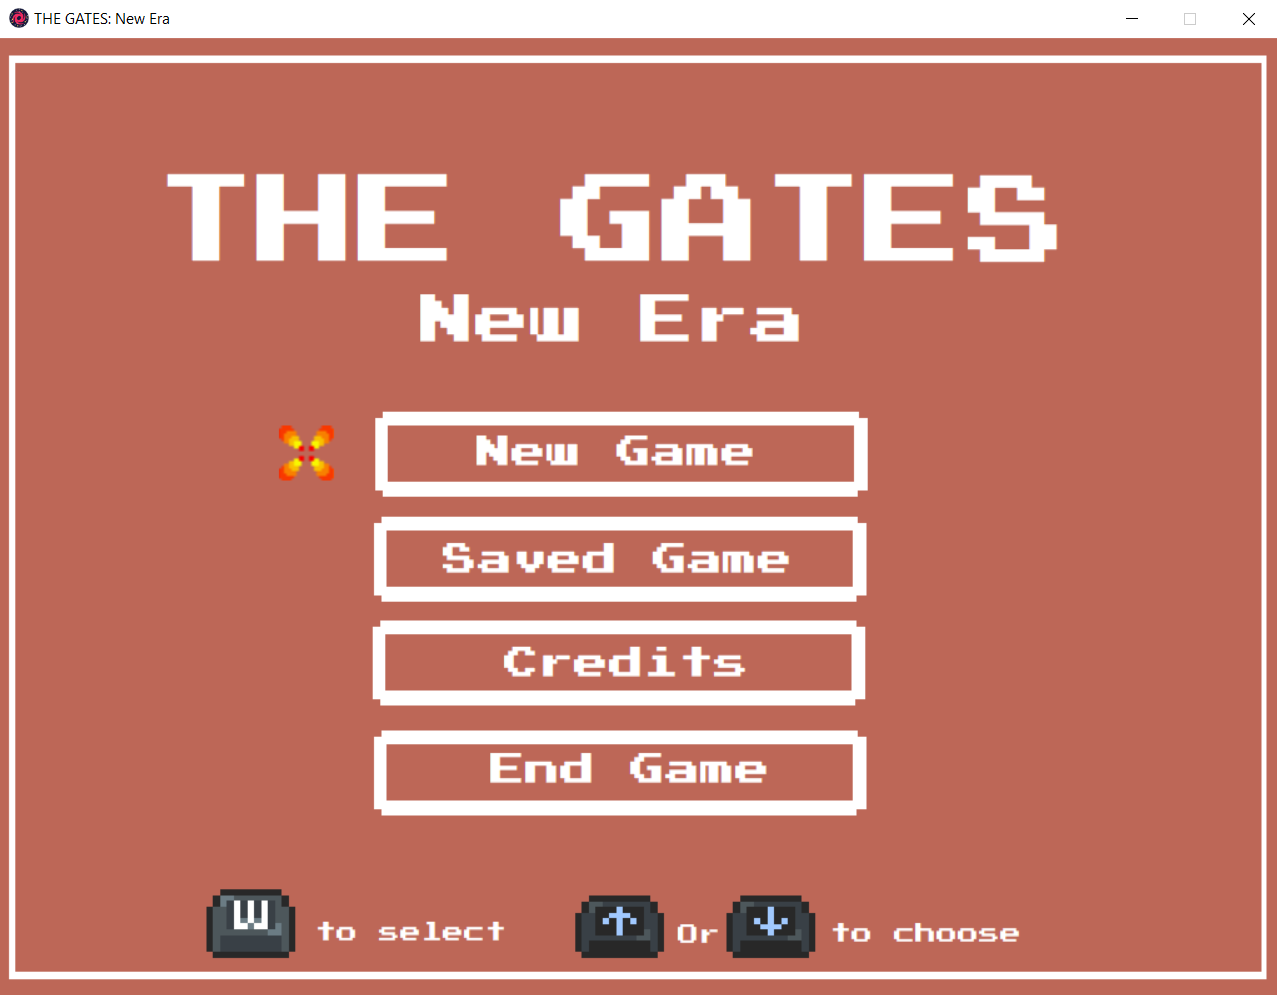 THE GATES: New Era
THE GATES
New Era
New Game
Saved Game
Credits
End Game
W to select ↑ Or ↓ to choose